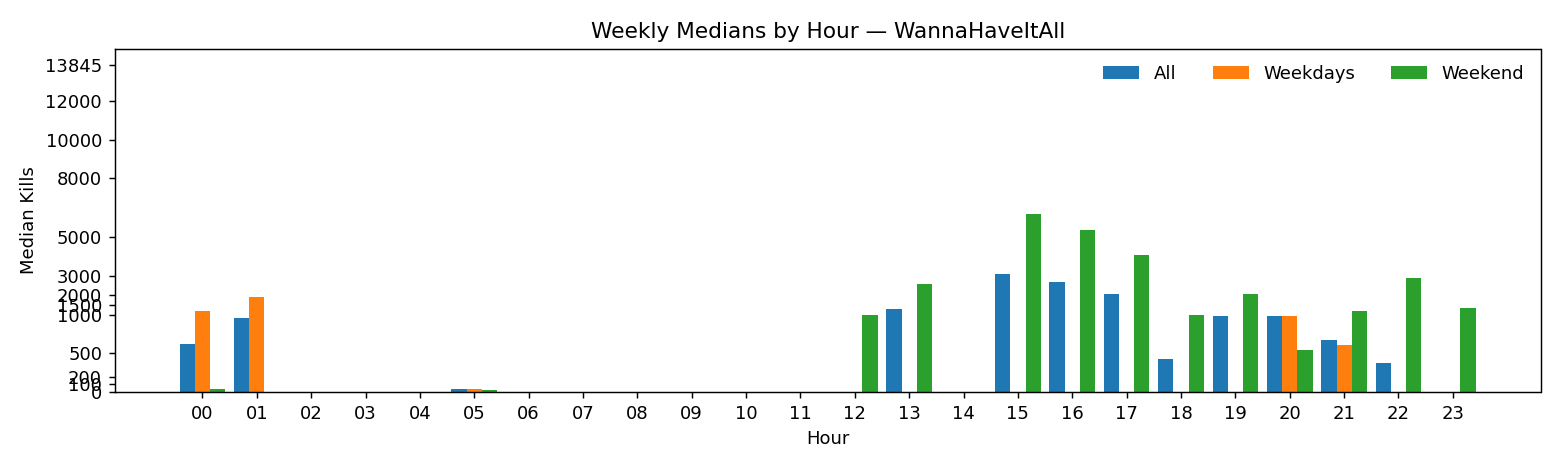 Weekly Medians by Hour — WannaHaveItAll
All Weekdays Weekend
Median Kills
13845
12000
10000
8000
5000
3000
2000
1500
1000
500
200
100
0
00 01 02 03 04 05 06 07 08 09 10 11 12 13 14 15 16 17 18 19 20 21 22 23
Hour